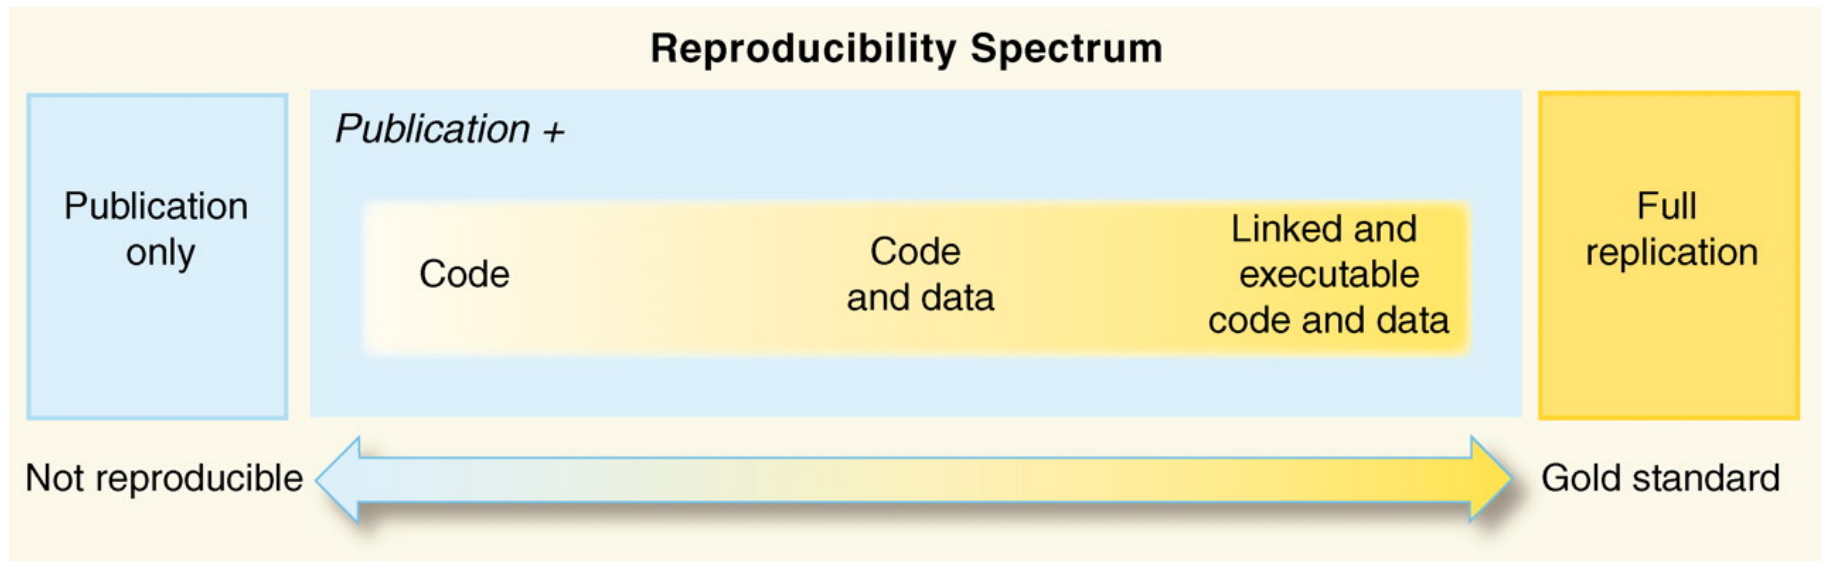 Reproducibility Spectrum
Publication
only
Publication +
Code
Code
and data
Linked and
executable
code and data
Full
replication
Not reproducible
Gold standard